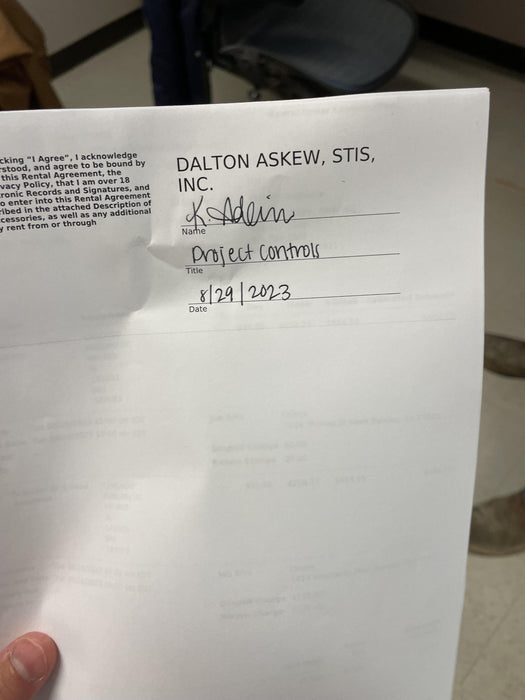 cking "I Agree", I acknowledge
rstood, and agree to be bound by
this Rental Agreement, the
vacy Policy, that I am over 18
ronic Records and Signatures, and
o enter into this Rental Agreement
ribed in the attached Description of
cessories, as well as any additional
y rent from or through
DALTON ASKEW, STIS,
INC.
K.
Name
Project Controls
Title
8/29/2023
Date